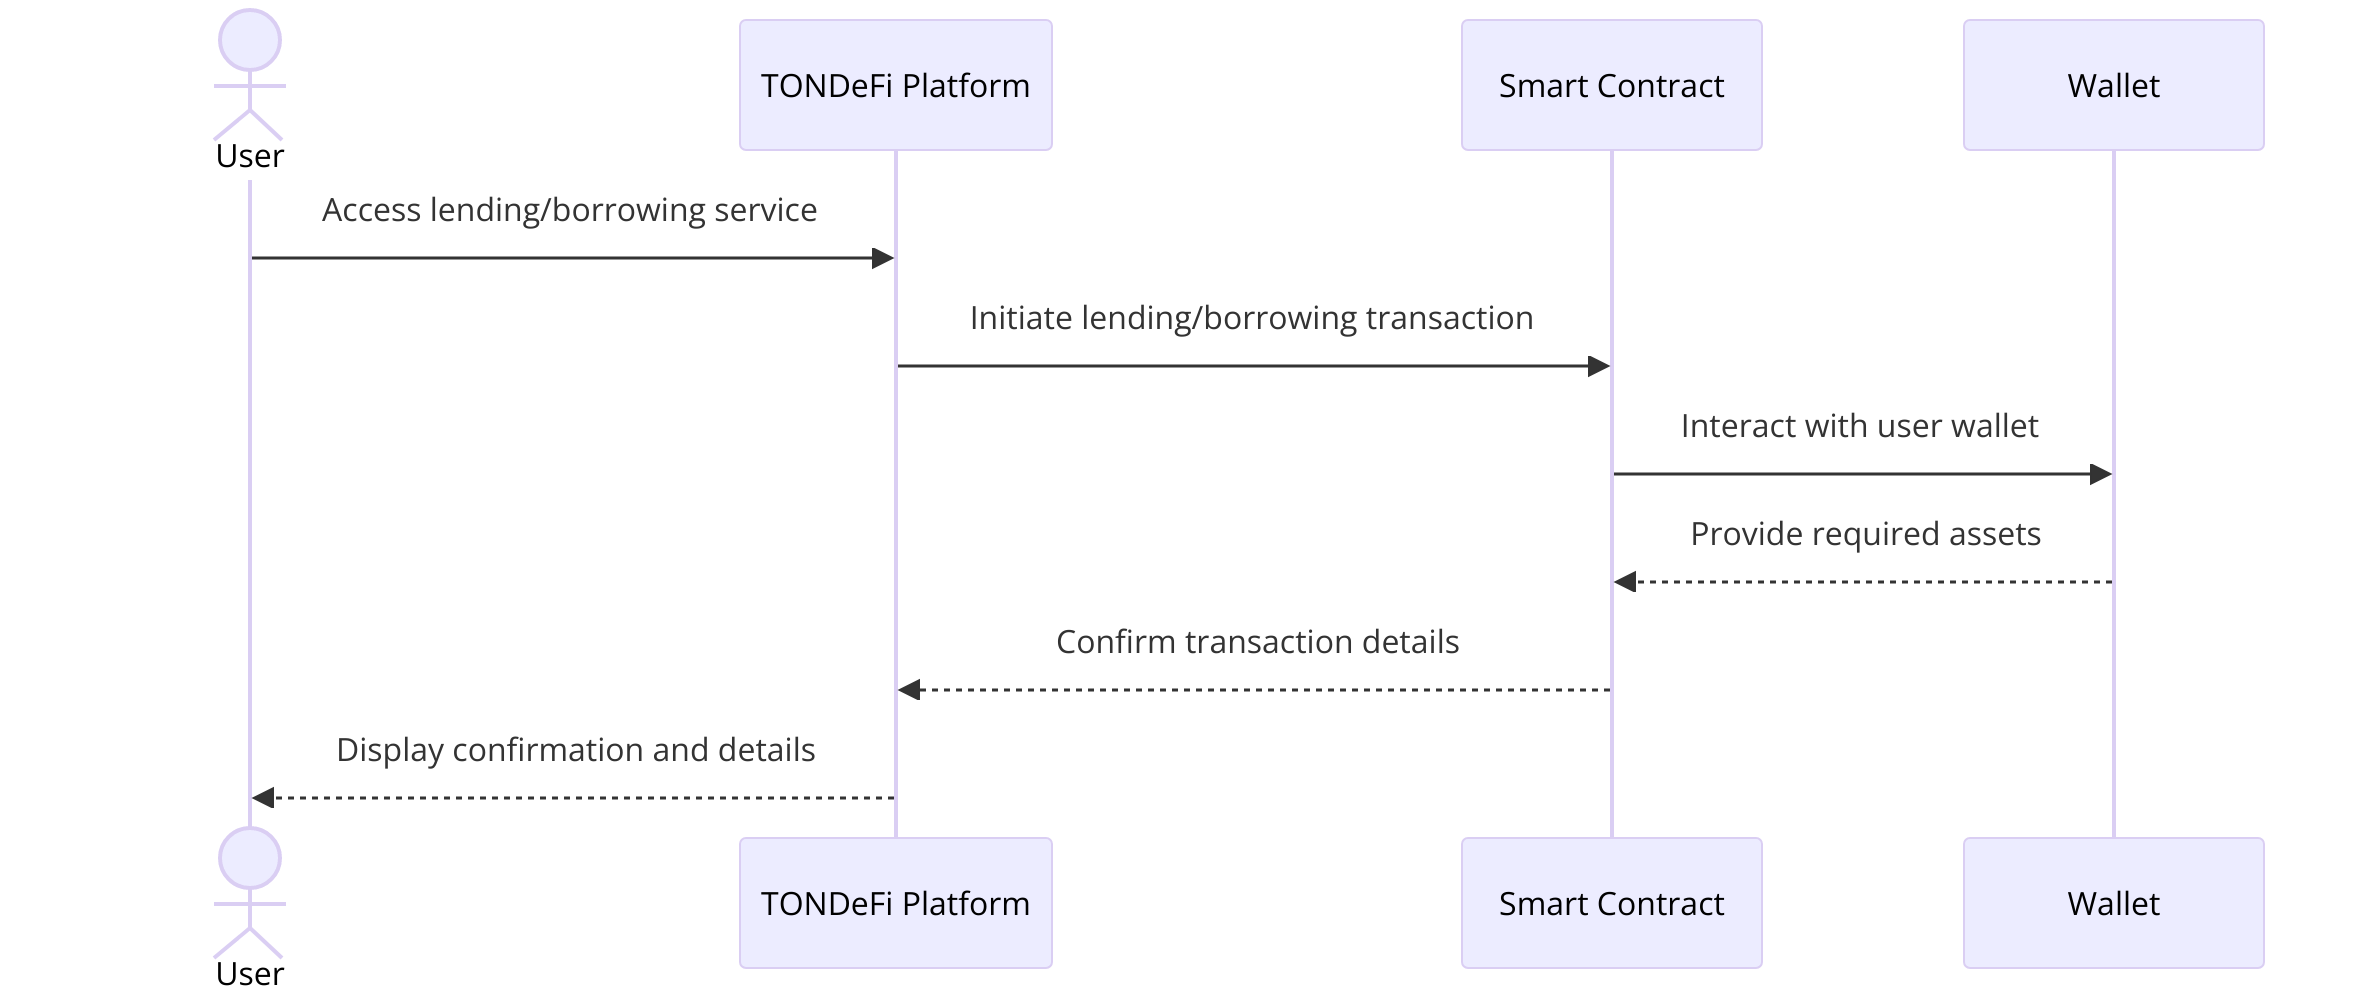 TONDeFi Platform
Smart Contract
Wallet
User
Access lending/borrowing service
Initiate lending/borrowing transaction
Interact with user wallet
Provide required assets
Confirm transaction details
Display confirmation and details
TONDeFi Platform
Smart Contract
Wallet
User